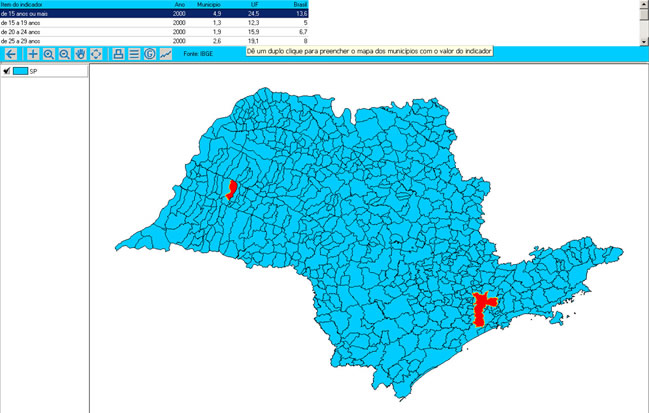 Item do indicador Ano Município UF Brasil
de 15 anos ou mais 2000 4,9 24,5 13,6
de 15 a 19 anos 2000 1,3 12,3 5
de 20 a 24 anos 2000 1,9 15,9 6,7
de 25 a 29 anos 2000 2,6 19,1 8
Fonte: IBGE
Dê um duplo clique para preencher o mapa dos municípios com o valor do indicador
SP